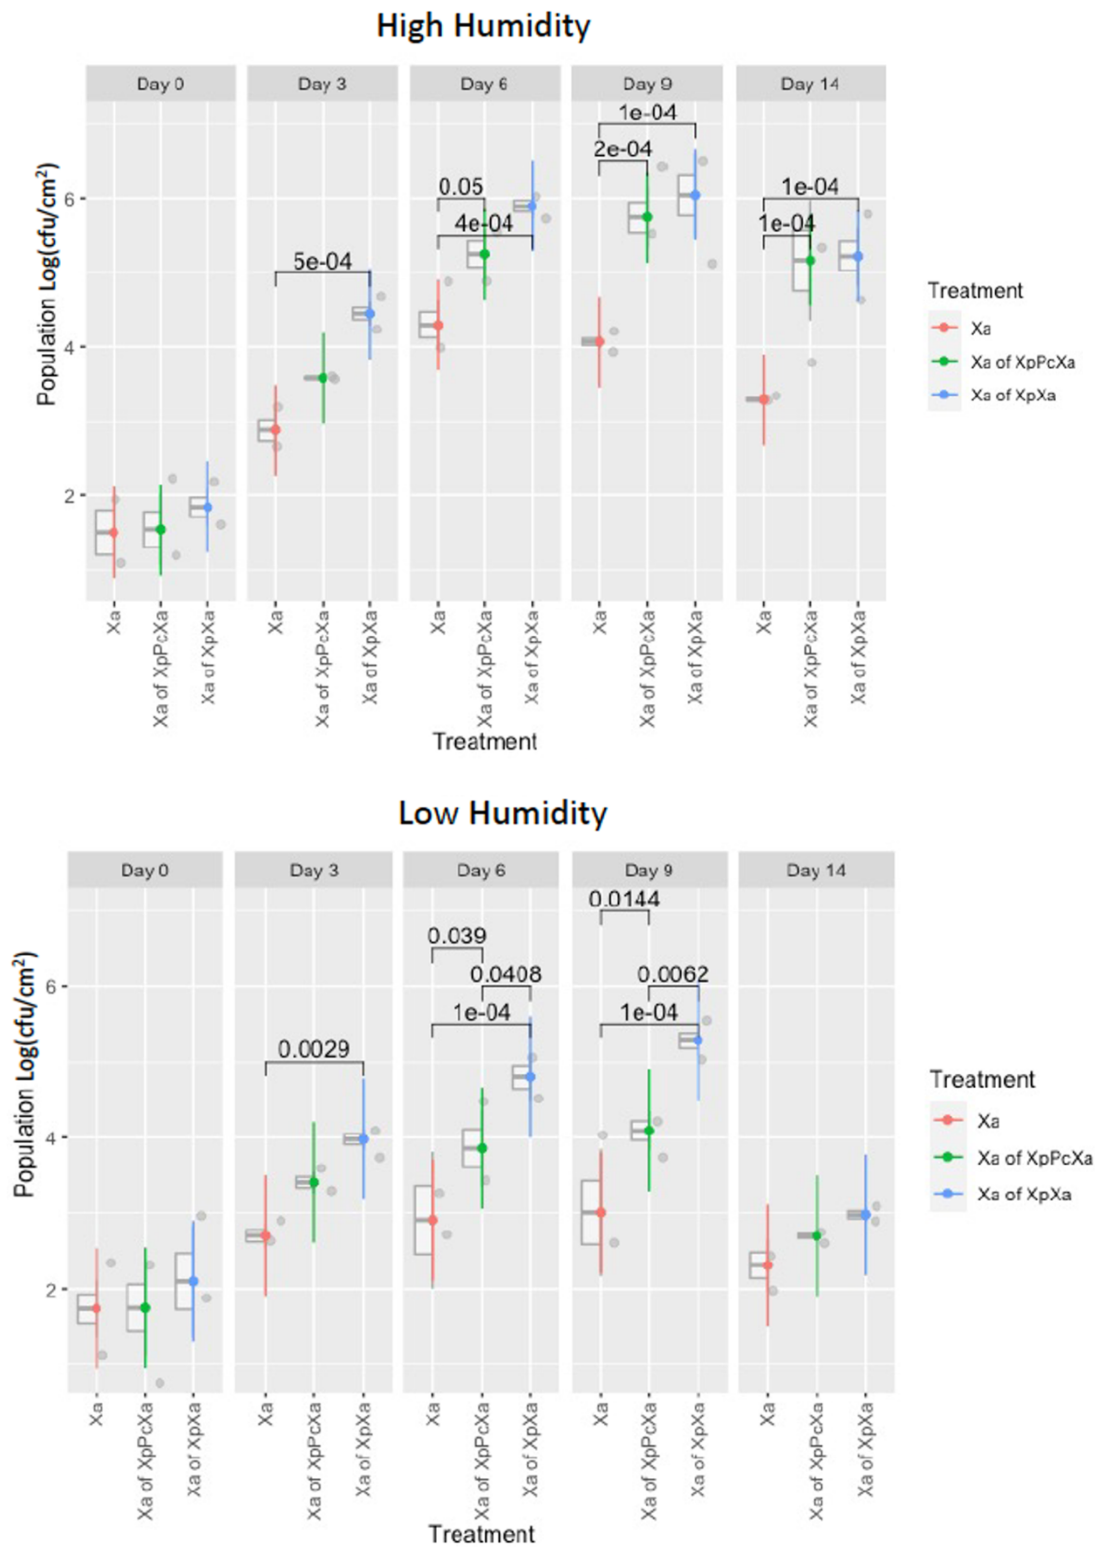 High Humidity
Day 0 Day 3 Day 6 Day 9 Day 14
Population Log(cfu/cm²)
6
4
2
5e-04
0.05
4e-04
1e-04
2e-04
1e-04
1e-04
Xa Xa of XpPcXa Xa of XpXa Xa Xa of XpPcXa Xa of XpXa Xa Xa of XpPcXa Xa of XpXa Xa Xa of XpPcXa Xa of XpXa Xa Xa of XpPcXa Xa of XpXa
Treatment
Treatment
Xa
Xa of XpPcXa
Xa of XpXa
Low Humidity
Day 0 Day 3 Day 6 Day 9 Day 14
Population Log(cfu/cm²)
6
4
2
0.0029
0.039
0.0408
1e-04
0.0144
0.0062
1e-04
Xa Xa of XpPcXa Xa of XpXa Xa Xa of XpPcXa Xa of XpXa Xa Xa of XpPcXa Xa of XpXa Xa Xa of XpPcXa Xa of XpXa Xa Xa of XpPcXa Xa of XpXa
Treatment
Treatment
Xa
Xa of XpPcXa
Xa of XpXa